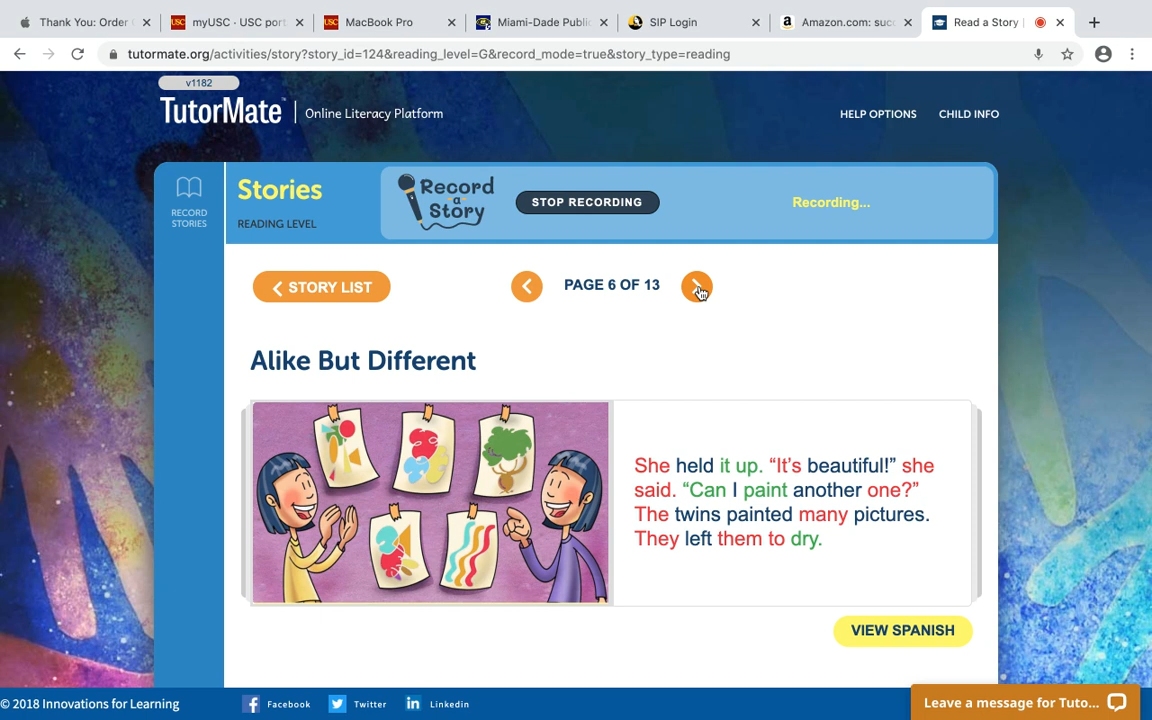 Thank You: Order
myUSC · USC port
MacBook Pro
Miami-Dade Public
SIP Login
Amazon.com: succ
Read a Story
tutormate.org/activities/story?story_id=124&reading_level=G&record_mode=true&story_type=reading
v1182
TutorMate™ | Online Literacy Platform
HELP OPTIONS
CHILD INFO
RECORD
STORIES
Stories
READING LEVEL
Record
a
Story
STOP RECORDING
Recording...
STORY LIST
PAGE 6 OF 13
Alike But Different
She held it up. “It’s beautiful!” she
said. “Can I paint another one?”
The twins painted many pictures.
They left them to dry.
VIEW SPANISH
© 2018 Innovations for Learning
Facebook
Twitter
Linkedin
Leave a message for Tuto...